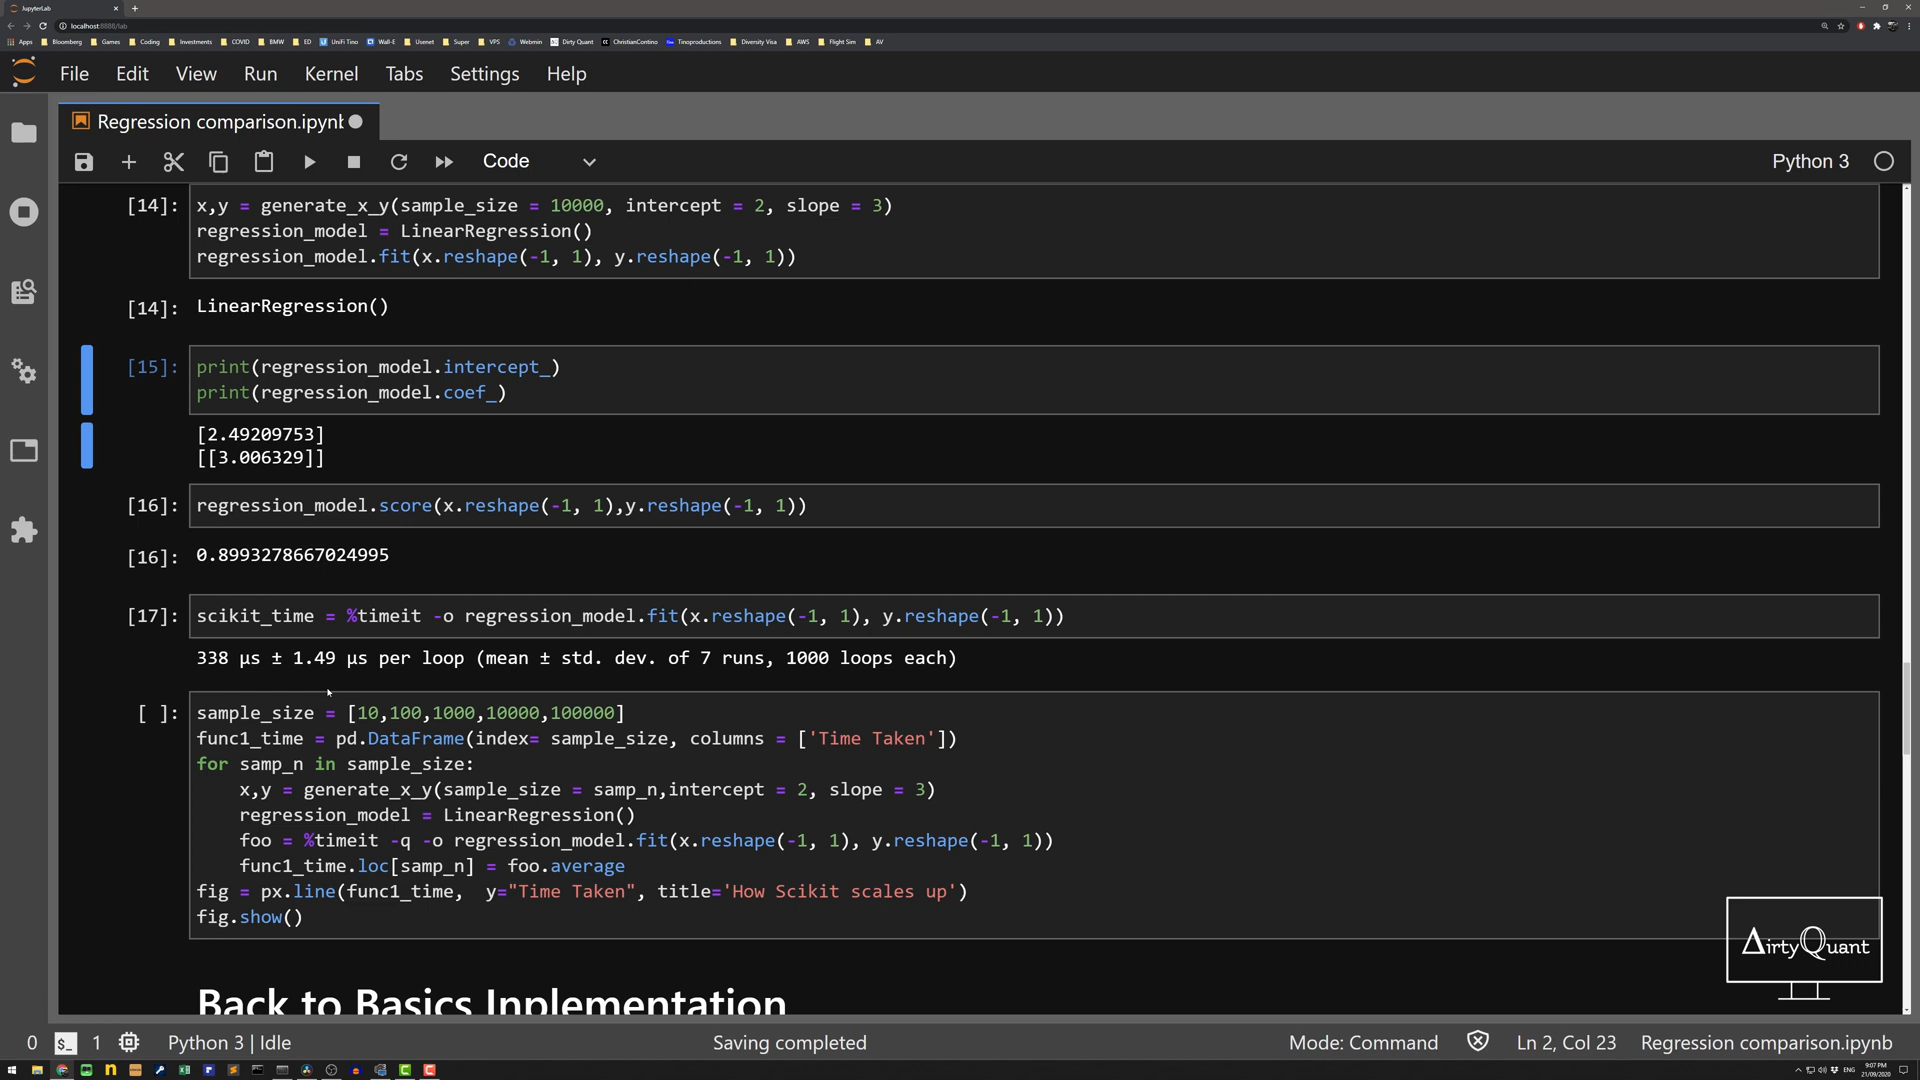 JupyterLab
localhost:8888/lab
Apps Bloomberg Games Coding Investments COVID BMW ED UniFi Tino Wall-E Usenet Super VPS Webmin Dirty Quant ChristianContino Tinoproductions Diversity Visa AWS Flight Sim AV
File Edit View Run Kernel Tabs Settings Help
Regression comparison.ipynb
Code
Python 3
[14]: x,y = generate_x_y(sample_size = 10000, intercept = 2, slope = 3)
regression_model = LinearRegression()
regression_model.fit(x.reshape(-1, 1), y.reshape(-1, 1))
[14]: LinearRegression()
[15]: print(regression_model.intercept_)
print(regression_model.coef_)
[2.49209753]
[[3.006329]]
[16]: regression_model.score(x.reshape(-1, 1),y.reshape(-1, 1))
[16]: 0.8993278667024995
[17]: scikit_time = %timeit -o regression_model.fit(x.reshape(-1, 1), y.reshape(-1, 1))
338 µs ± 1.49 µs per loop (mean ± std. dev. of 7 runs, 1000 loops each)
[ ]: sample_size = [10,100,1000,10000,100000]
func1_time = pd.DataFrame(index= sample_size, columns = ['Time Taken'])
for samp_n in sample_size:
x,y = generate_x_y(sample_size = samp_n,intercept = 2, slope = 3)
regression_model = LinearRegression()
foo = %timeit -q -o regression_model.fit(x.reshape(-1, 1), y.reshape(-1, 1))
func1_time.loc[samp_n] = foo.average
fig = px.line(func1_time, y="Time Taken", title='How Scikit scales up')
fig.show()
DirtyQuant
Back to Basics Inplementation
0 $_ 1 Python 3 | Idle Saving completed Mode: Command Ln 2, Col 23 Regression comparison.ipynb
ENG 9:07 PM
21/09/2020